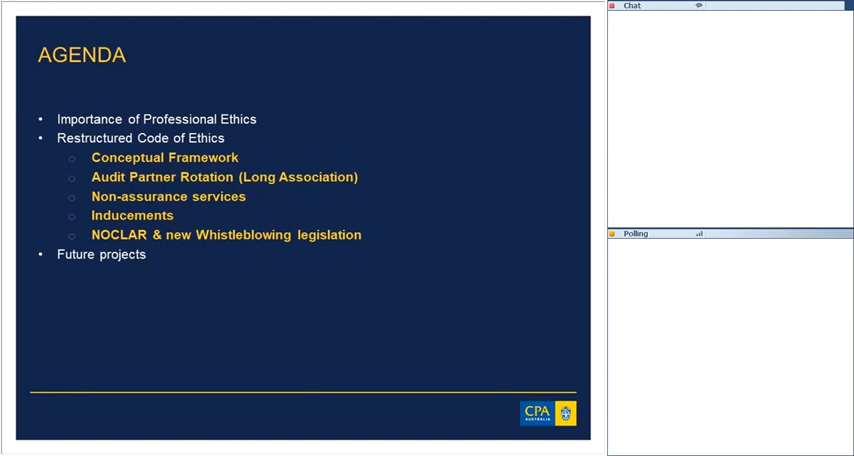 AGENDA
• Importance of Professional Ethics
• Restructured Code of Ethics
o Conceptual Framework
o Audit Partner Rotation (Long Association)
o Non-assurance services
o Inducements
o NOCLAR & new Whistleblowing legislation
• Future projects
CPA
AUSTRALIA
Chat
Polling